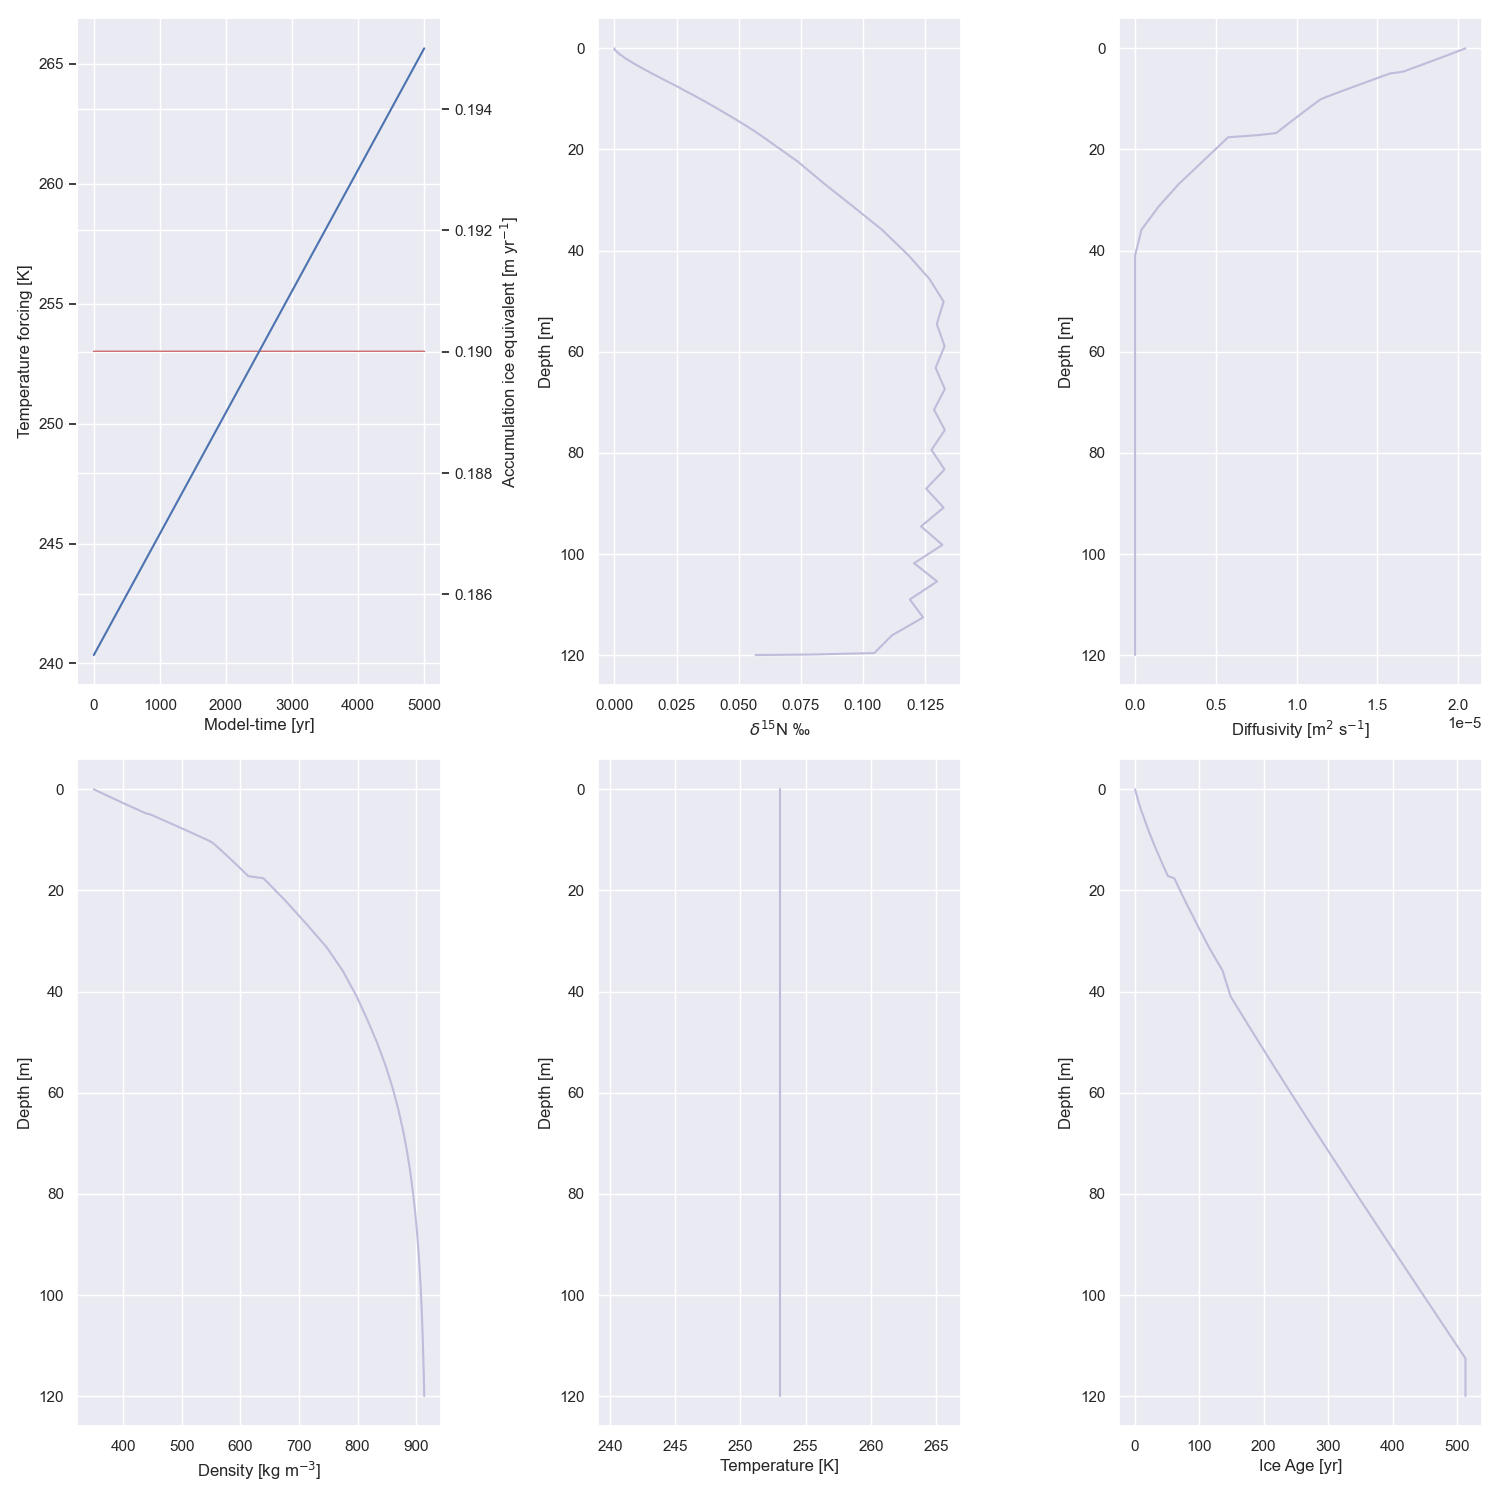 Temperature forcing [K]
265
260
255
250
245
240
0 1000 2000 3000 4000 5000
Model-time [yr]
0.194
0.192
0.190
0.188
0.186
Accumulation ice equivalent [m yr⁻¹]
Depth [m]
0
20
40
60
80
100
120
0.000 0.025 0.050 0.075 0.100 0.125
δ¹⁵N ‰
Depth [m]
0
20
40
60
80
100
120
0.0 0.5 1.0 1.5 2.0
1e−5
Diffusivity [m² s⁻¹]
Depth [m]
0
20
40
60
80
100
120
400 500 600 700 800 900
Density [kg m⁻³]
Depth [m]
0
20
40
60
80
100
120
240 245 250 255 260 265
Temperature [K]
Depth [m]
0
20
40
60
80
100
120
0 100 200 300 400 500
Ice Age [yr]